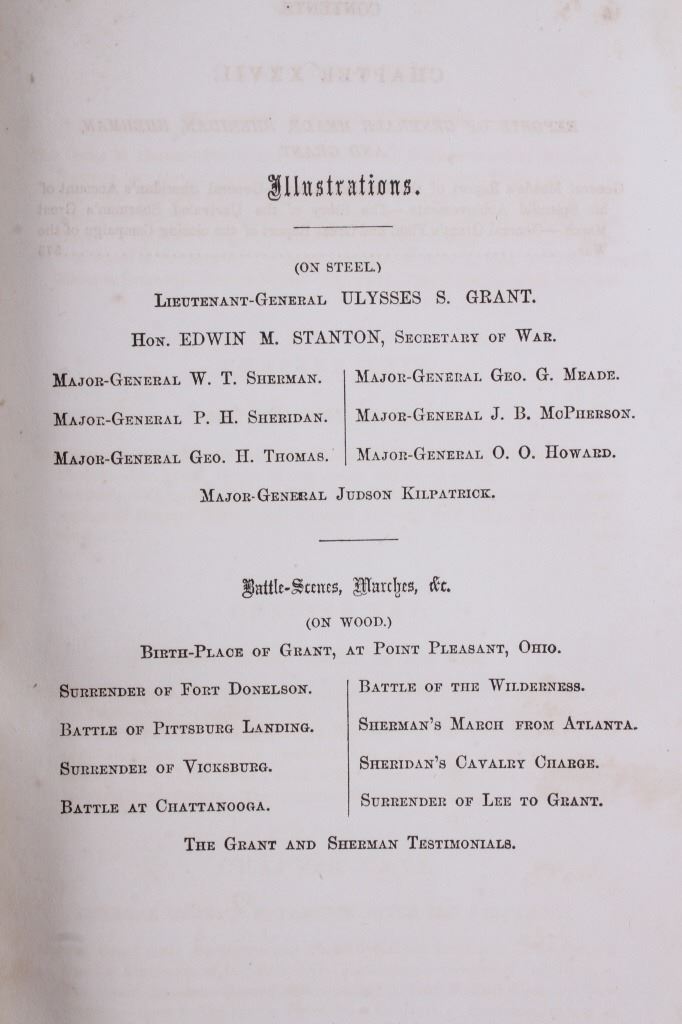 Illustrations.
(ON STEEL.)
Lieutenant-General ULYSSES S. GRANT.
Hon. EDWIN M. STANTON, Secretary of War.
Major-General W. T. Sherman.
Major-General P. H. Sheridan.
Major-General Geo. H. Thomas.
Major-General Geo. G. Meade.
Major-General J. B. McPherson.
Major-General O. O. Howard.
Major-General Judson Kilpatrick.
Battle-Scenes, Marches, &c.
(ON WOOD.)
Birth-Place of Grant, at Point Pleasant, Ohio.
Surrender of Fort Donelson.
Battle of Pittsburg Landing.
Surrender of Vicksburg.
Battle at Chattanooga.
Battle of the Wilderness.
Sherman's March from Atlanta.
Sheridan's Cavalry Charge.
Surrender of Lee to Grant.
The Grant and Sherman Testimonials.